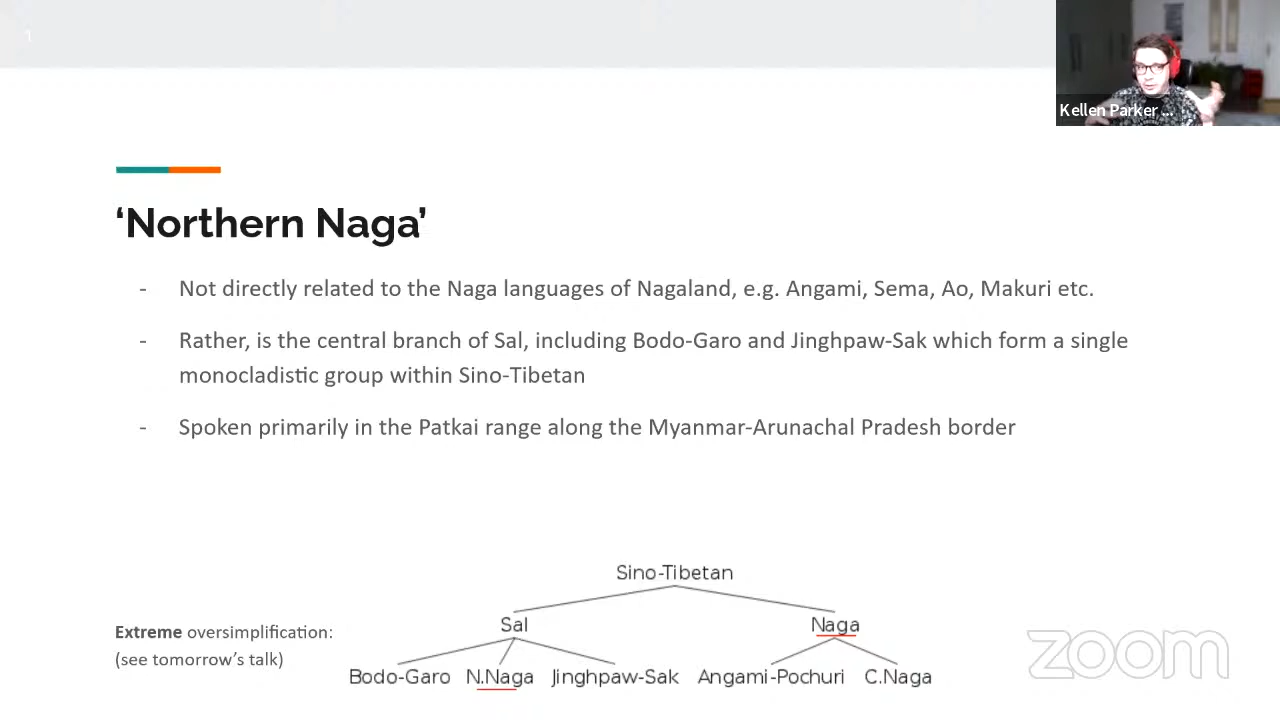 1
Kellen Parker ...
‘Northern Naga’
- Not directly related to the Naga languages of Nagaland, e.g. Angami, Sema, Ao, Makuri etc.
- Rather, is the central branch of Sal, including Bodo-Garo and Jinghpaw-Sak which form a single
monocladistic group within Sino-Tibetan
- Spoken primarily in the Patkai range along the Myanmar-Arunachal Pradesh border
Sino-Tibetan
Sal Naga
Bodo-Garo N.Naga Jinghpaw-Sak Angami-Pochuri C.Naga
Extreme oversimplification:
(see tomorrow’s talk)
zoom